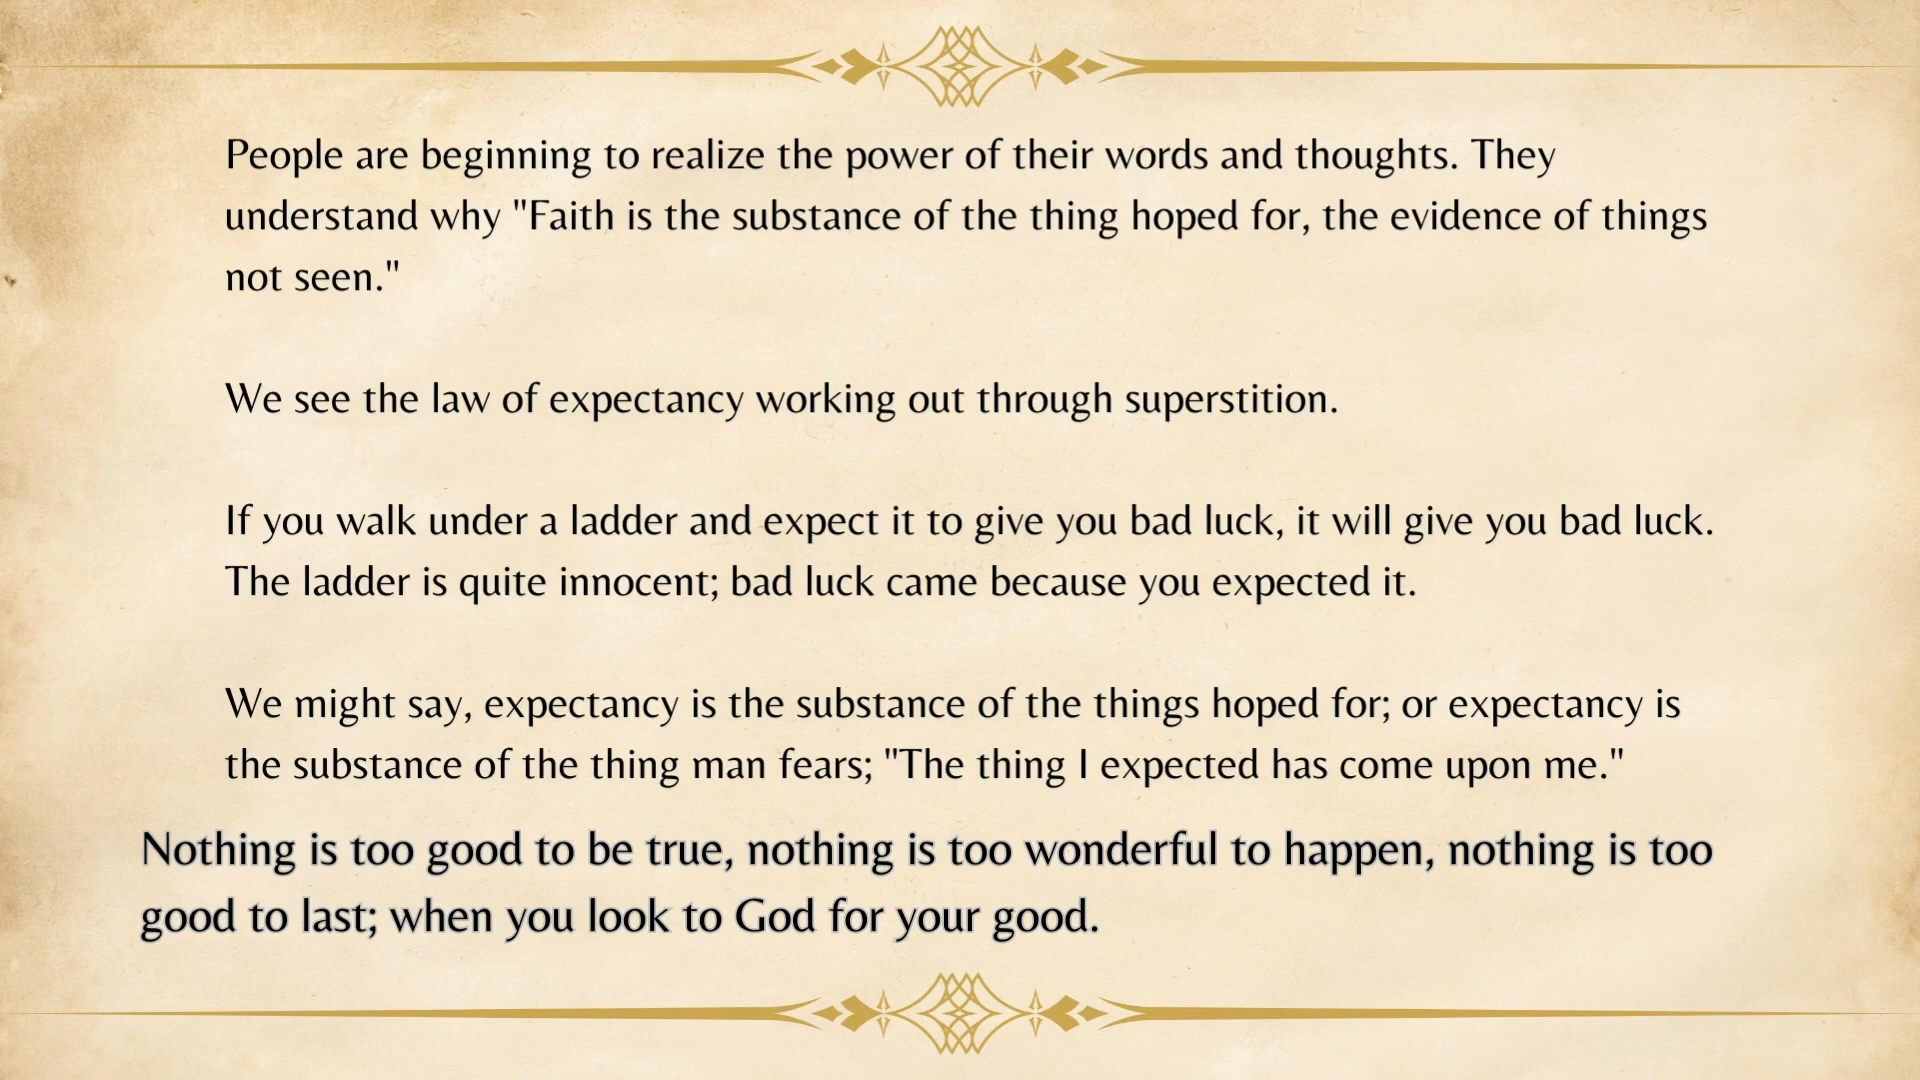 People are beginning to realize the power of their words and thoughts. They
understand why "Faith is the substance of the thing hoped for, the evidence of things
not seen."
We see the law of expectancy working out through superstition.
If you walk under a ladder and expect it to give you bad luck, it will give you bad luck.
The ladder is quite innocent; bad luck came because you expected it.
We might say, expectancy is the substance of the things hoped for; or expectancy is
the substance of the thing man fears; "The thing I expected has come upon me."
Nothing is too good to be true, nothing is too wonderful to happen, nothing is too
good to last; when you look to God for your good.